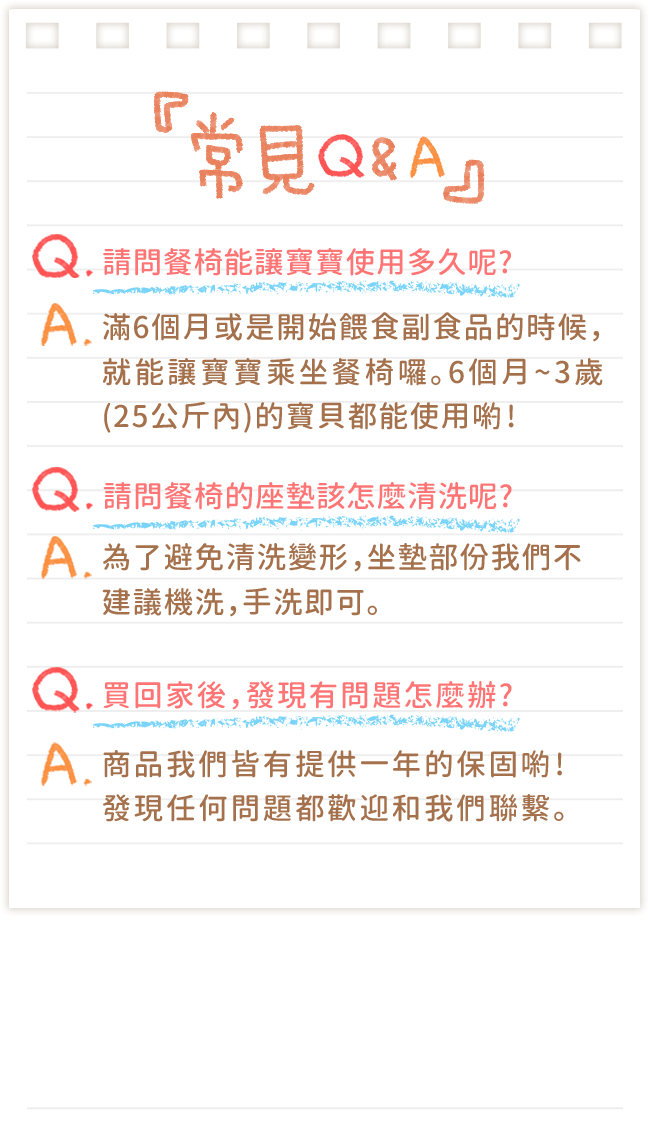 『常見Q&A』
Q. 請問餐椅能讓寶寶使用多久呢?
A. 滿6個月或是開始餵食副食品的時候,
就能讓寶寶乘坐餐椅囉。6個月~3歲
(25公斤內)的寶貝都能使用喲!
Q. 請問餐椅的座墊該怎麼清洗呢?
A. 為了避免清洗變形,坐墊部份我們不
建議機洗,手洗即可。
Q. 買回家後,發現有問題怎麼辦?
A. 商品我們皆有提供一年的保固喲!
發現任何問題都歡迎和我們聯繫。